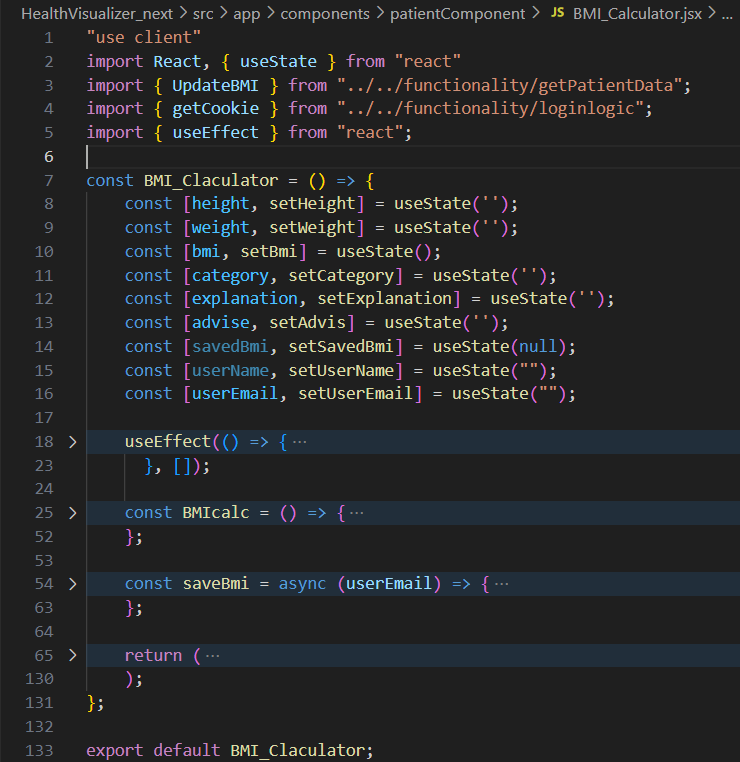 HealthVisualizer_next > src > app > components > patientComponent > JS BMI_Calculator.jsx > ...
1 "use client"
2 import React, { useState } from "react"
3 import { UpdateBMI } from "../../functionality/getPatientData";
4 import { getCookie } from "../../functionality/loginlogic";
5 import { useEffect } from "react";
6
7 const BMI_Claculator = () => {
8 const [height, setHeight] = useState('');
9 const [weight, setWeight] = useState('');
10 const [bmi, setBmi] = useState();
11 const [category, setCategory] = useState('');
12 const [explanation, setExplanation] = useState('');
13 const [advise, setAdvis] = useState('');
14 const [savedBmi, setSavedBmi] = useState(null);
15 const [userName, setUserName] = useState("");
16 const [userEmail, setUserEmail] = useState("");
17
18 > useEffect(() => { ...
23 }, []);
24
25 > const BMIcalc = () => { ...
52 };
53
54 > const saveBmi = async (userEmail) => { ...
63 };
64
65 > return ( ...
130 );
131 };
132
133 export default BMI_Claculator;